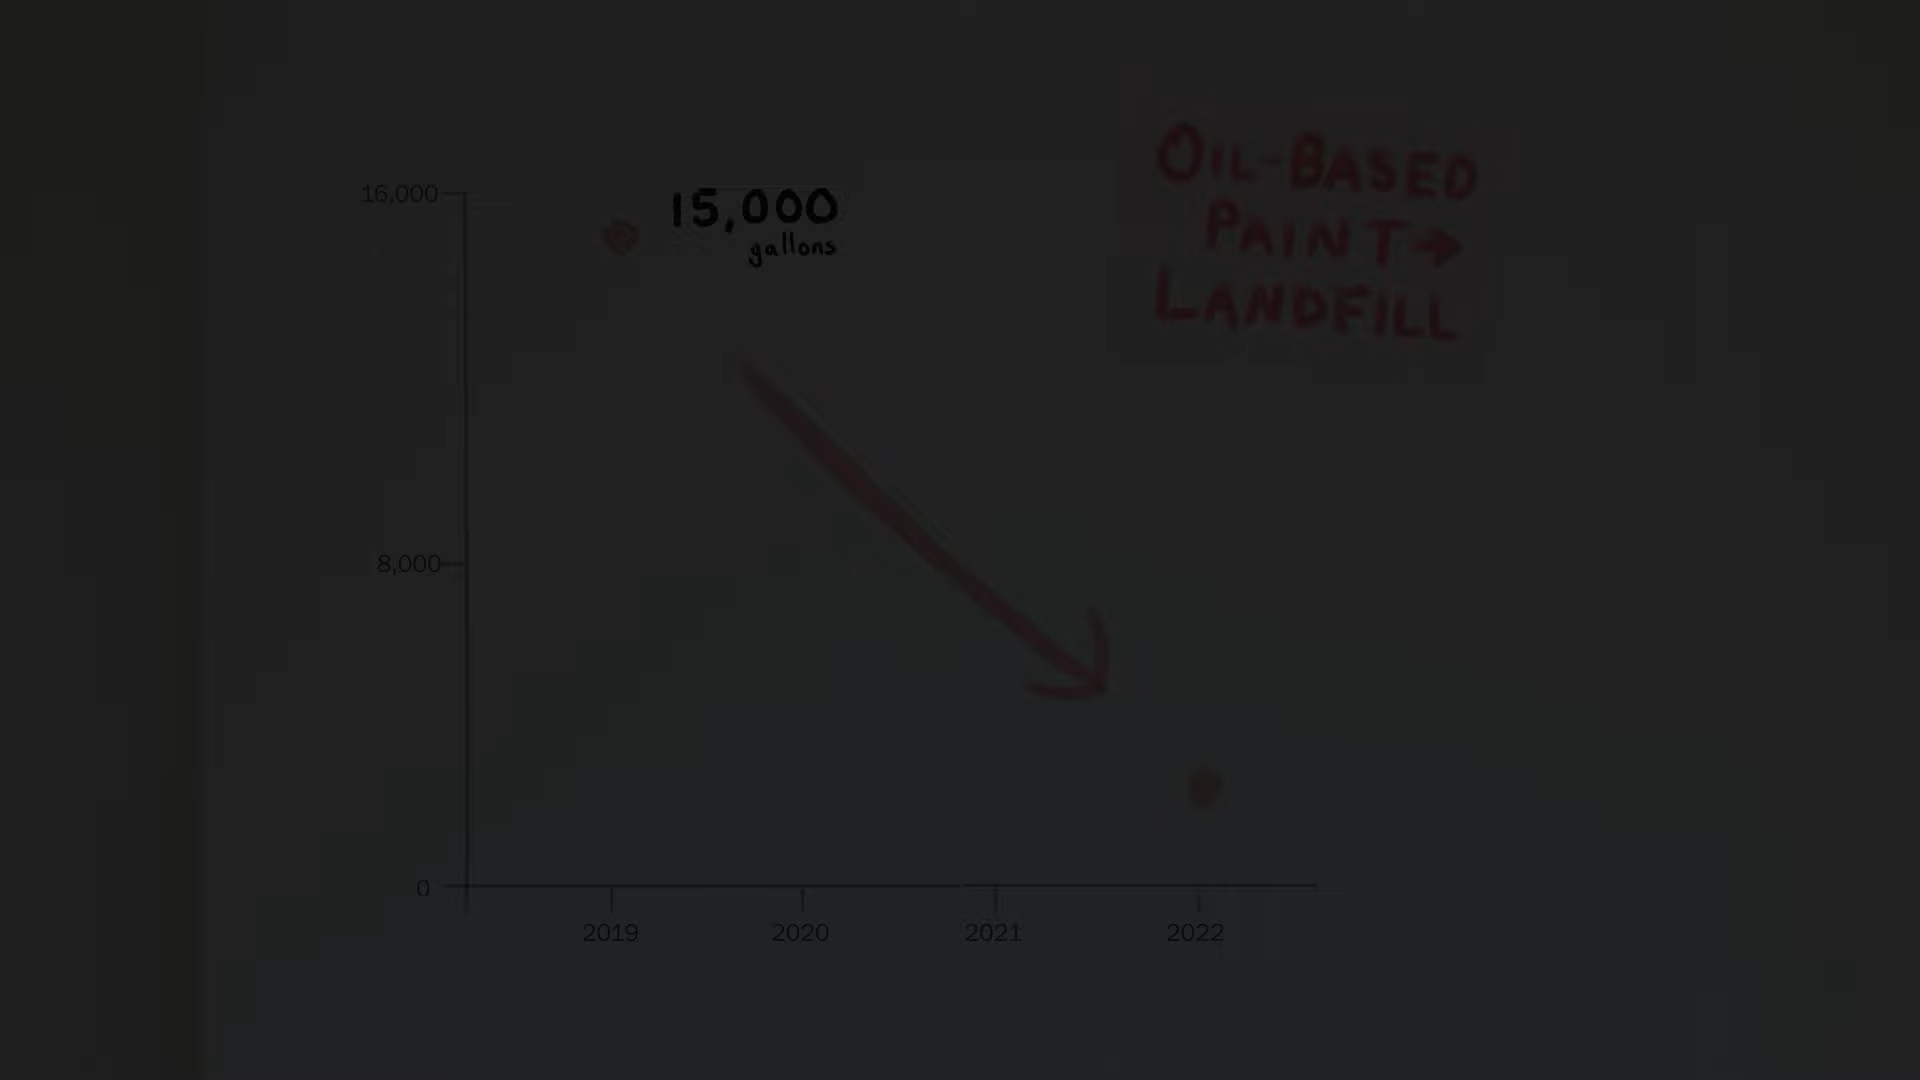 OIL-BASED
PAINT→
LANDFILL
16,000
15,000
gallons
8,000
0
2019 2020 2021 2022